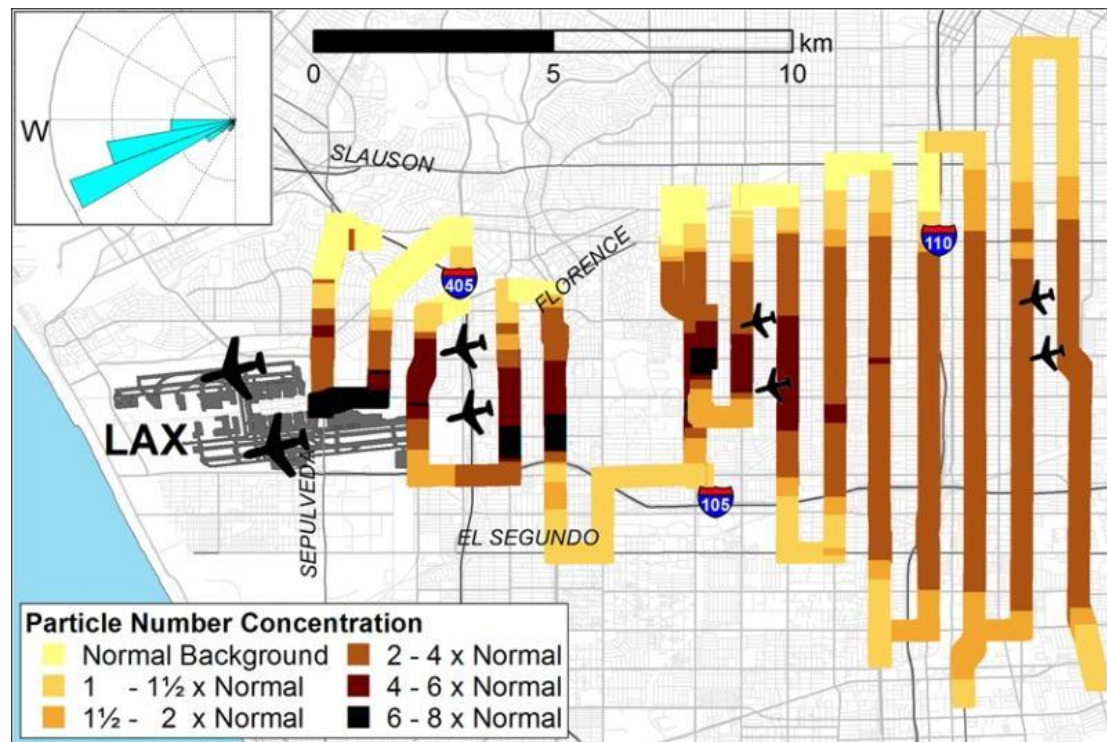 W
km
0 5 10
SLAUSON
FLORENCE
405
110
LAX
SEPULVEDA
105
EL SEGUNDO
Particle Number Concentration
Normal Background
1 - 1½ x Normal
1½ - 2 x Normal
2 - 4 x Normal
4 - 6 x Normal
6 - 8 x Normal